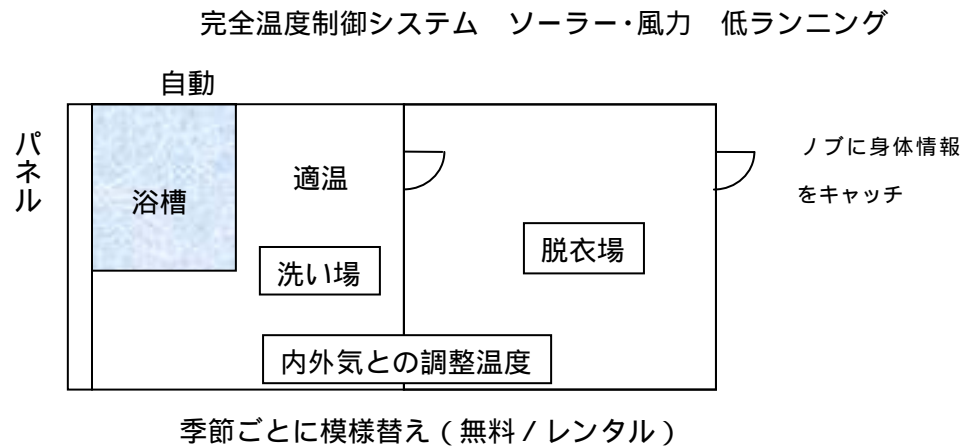 完全温度制御システム　ソーラー・風力　低ランニング
自動
パネル
浴槽
適温
洗い場
脱衣場
ノブに身体情報
をキャッチ
内外気との調整温度
季節ごとに模様替え（無料／レンタル）